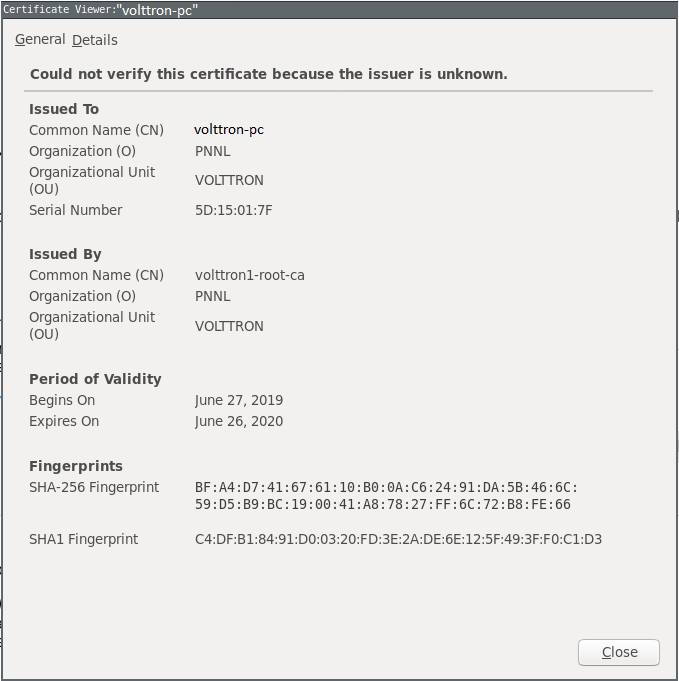 Certificate Viewer:"volttron-pc"
General Details
Could not verify this certificate because the issuer is unknown.
Issued To
Common Name (CN) volttron-pc
Organization (O) PNNL
Organizational Unit
(OU) VOLTTRON
Serial Number 5D:15:01:7F
Issued By
Common Name (CN) volttron1-root-ca
Organization (O) PNNL
Organizational Unit
(OU) VOLTTRON
Period of Validity
Begins On June 27, 2019
Expires On June 26, 2020
Fingerprints
SHA-256 Fingerprint BF:A4:D7:41:67:61:10:B0:0A:C6:24:91:DA:5B:46:6C:
59:D5:B9:BC:19:00:41:A8:78:27:FF:6C:72:B8:FE:66
SHA1 Fingerprint C4:DF:B1:84:91:D0:03:20:FD:3E:2A:DE:6E:12:5F:49:3F:F0:C1:D3
Close